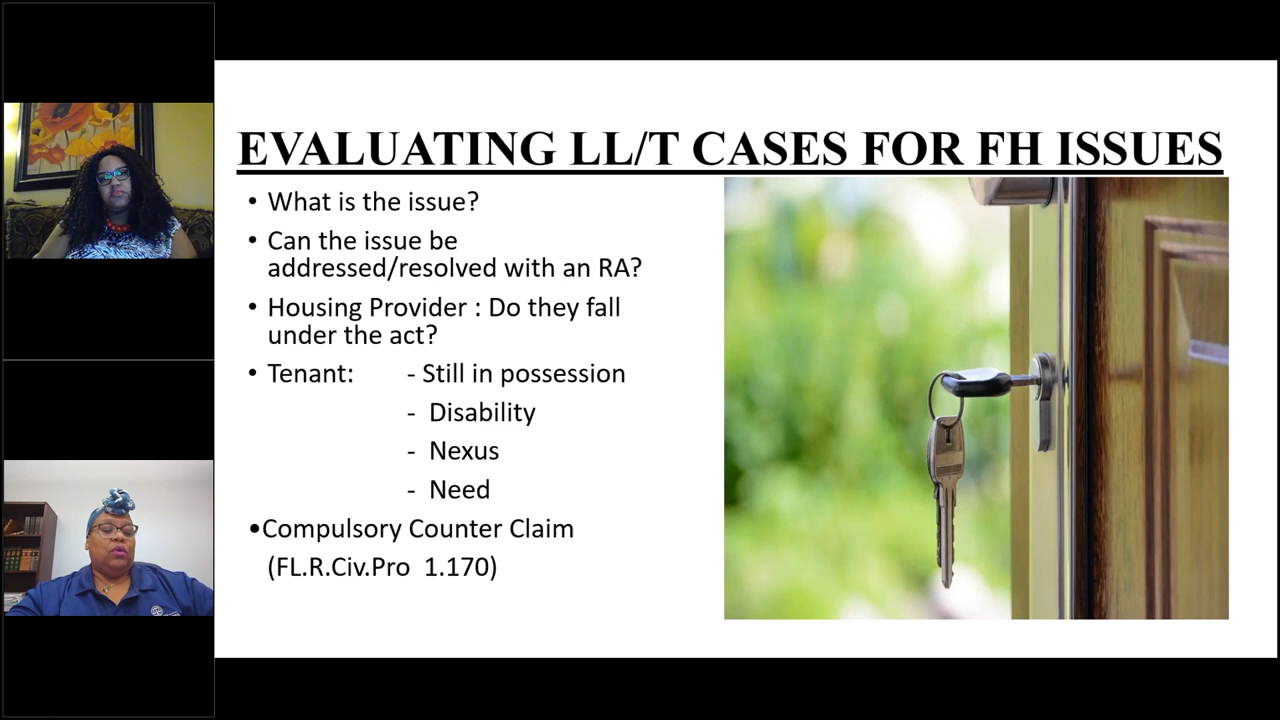 EVALUATING LL/T CASES FOR FH ISSUES
• What is the issue?
• Can the issue be
addressed/resolved with an RA?
• Housing Provider : Do they fall
under the act?
• Tenant: - Still in possession
- Disability
- Nexus
- Need
•Compulsory Counter Claim
(FL.R.Civ.Pro 1.170)